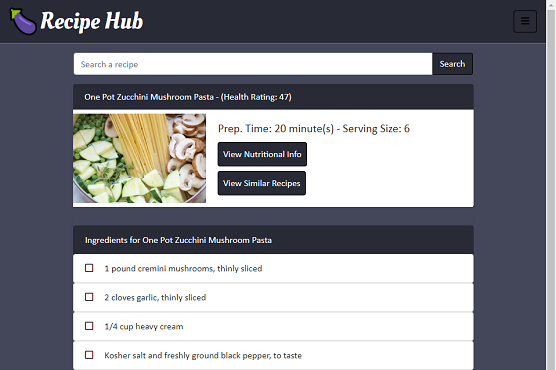 Recipe Hub
Search a recipe
Search
One Pot Zucchini Mushroom Pasta - (Health Rating: 47)
Prep. Time: 20 minute(s) - Serving Size: 6
View Nutritional Info
View Similar Recipes
Ingredients for One Pot Zucchini Mushroom Pasta
1 pound cremini mushrooms, thinly sliced
2 cloves garlic, thinly sliced
1/4 cup heavy cream
Kosher salt and freshly ground black pepper, to taste